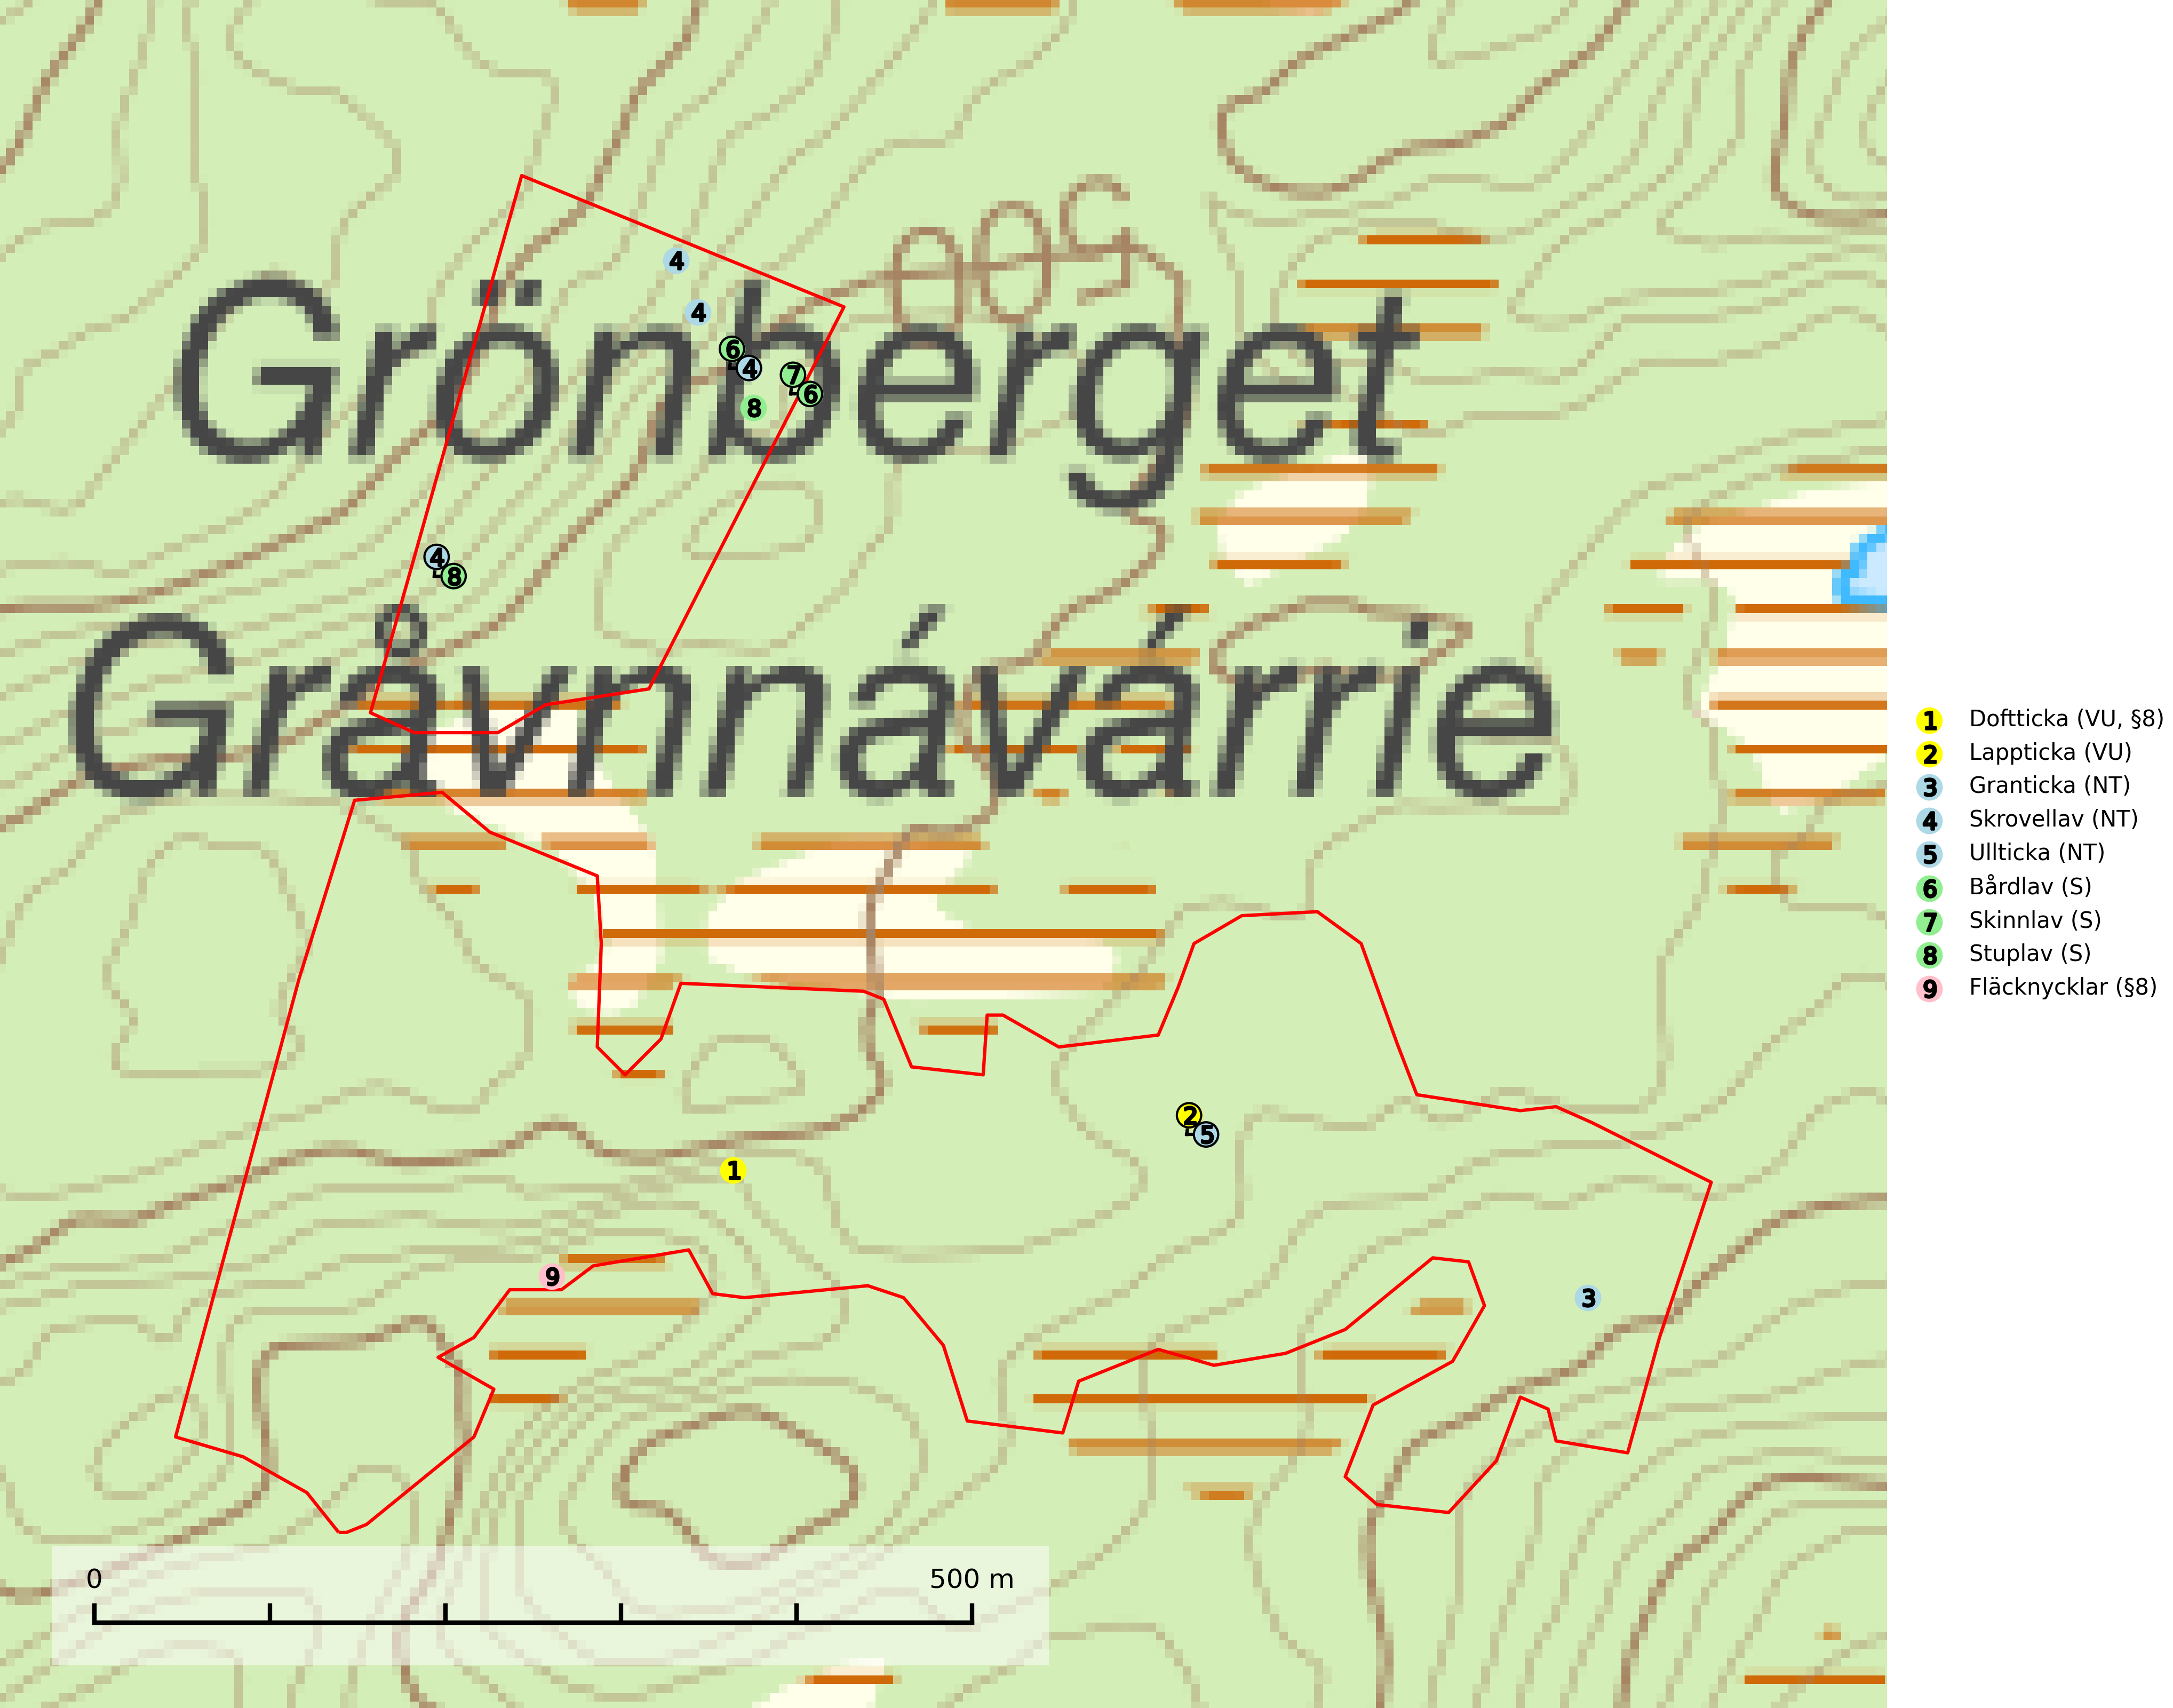 4
4
6
4
7
6
8
Grönberget
4
8
Gråvnnávárrie
1 Doftticka (VU, §8)
2 Lappticka (VU)
3 Granticka (NT)
4 Skrovellav (NT)
5 Ullticka (NT)
6 Bårdlav (S)
7 Skinnlav (S)
8 Stuplav (S)
9 Fläcknycklar (§8)
2
5
1
9
3
0 500 m